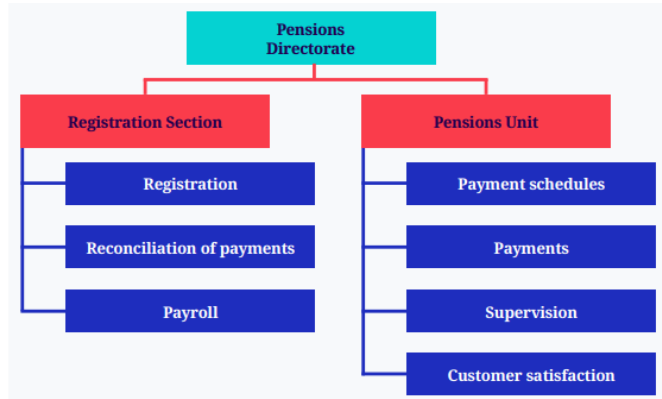 Pensions
Directorate
Registration Section
Registration
Reconciliation of payments
Payroll
Pensions Unit
Payment schedules
Payments
Supervision
Customer satisfaction